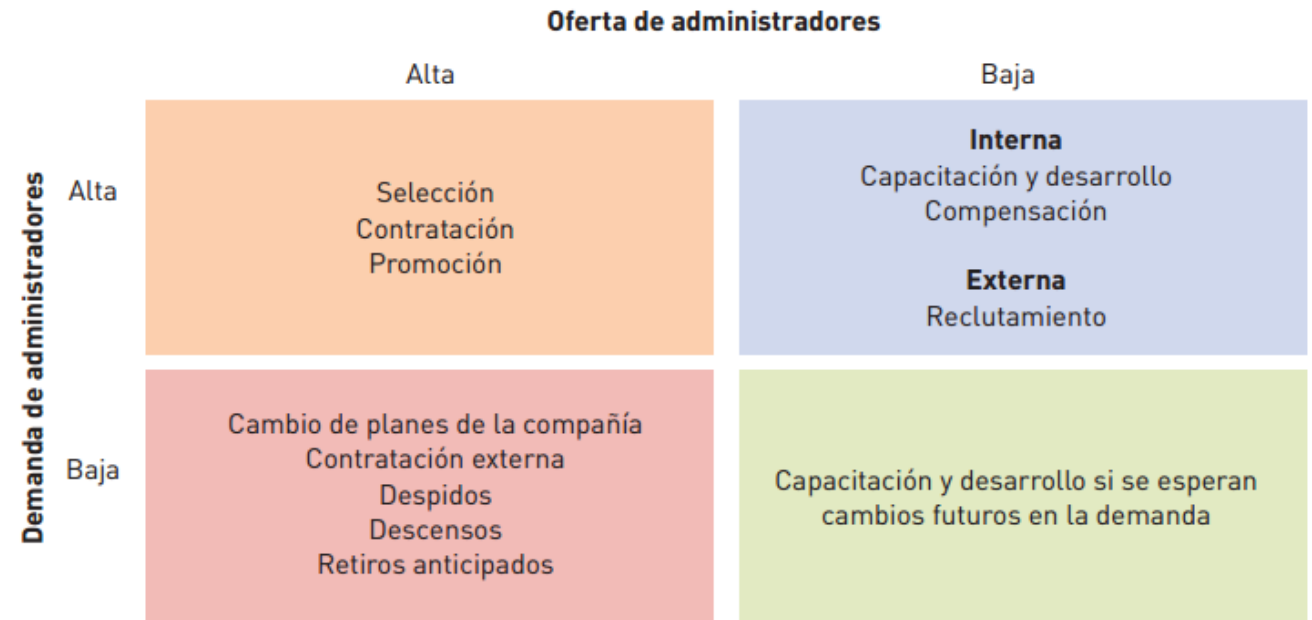 Oferta de administradores
Alta
Baja
Demanda de administradores
Alta
Selección
Contratación
Promoción
Interna
Capacitación y desarrollo
Compensación
Externa
Reclutamiento
Baja
Cambio de planes de la compañía
Contratación externa
Despidos
Descensos
Retiros anticipados
Capacitación y desarrollo si se esperan
cambios futuros en la demanda